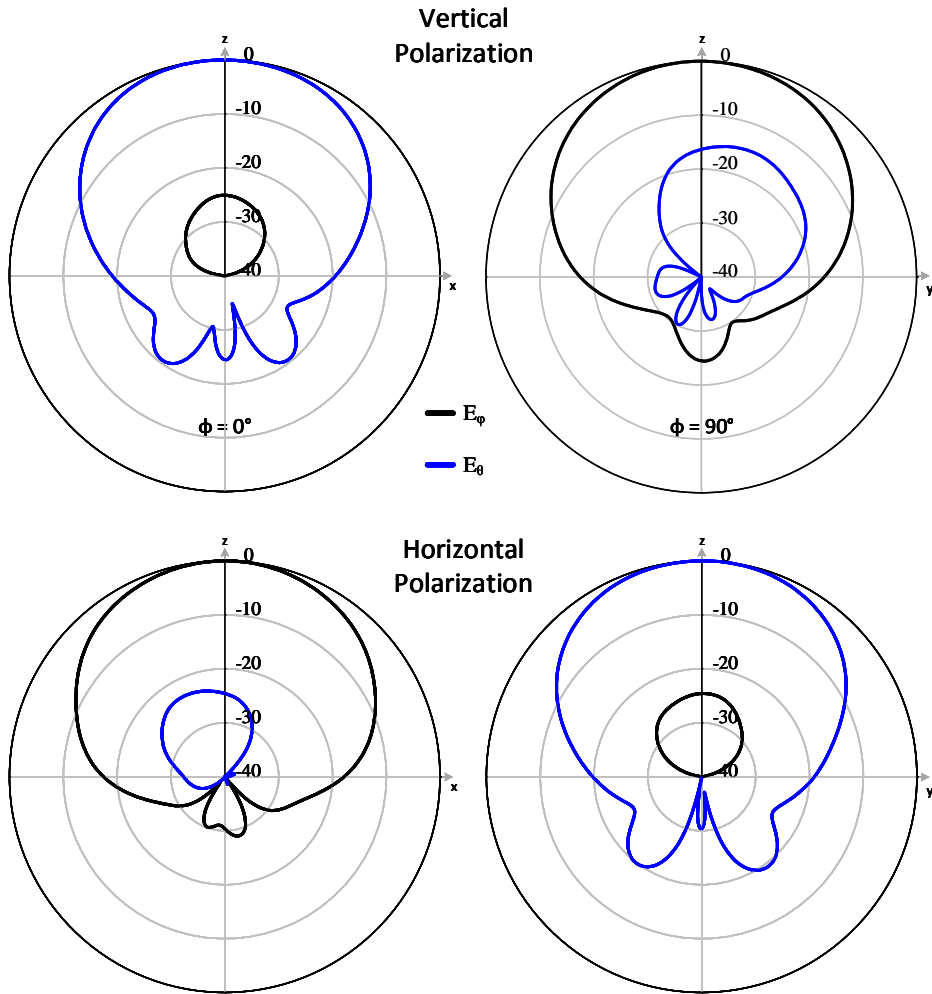 Vertical
Polarization
z
0
-10
-20
-30
-40
x
ϕ = 0°
z
0
-10
-20
-30
-40
y
ϕ = 90°
Eφ
Eθ
Horizontal
Polarization
z
0
-10
-20
-30
-40
x
z
0
-10
-20
-30
-40
y